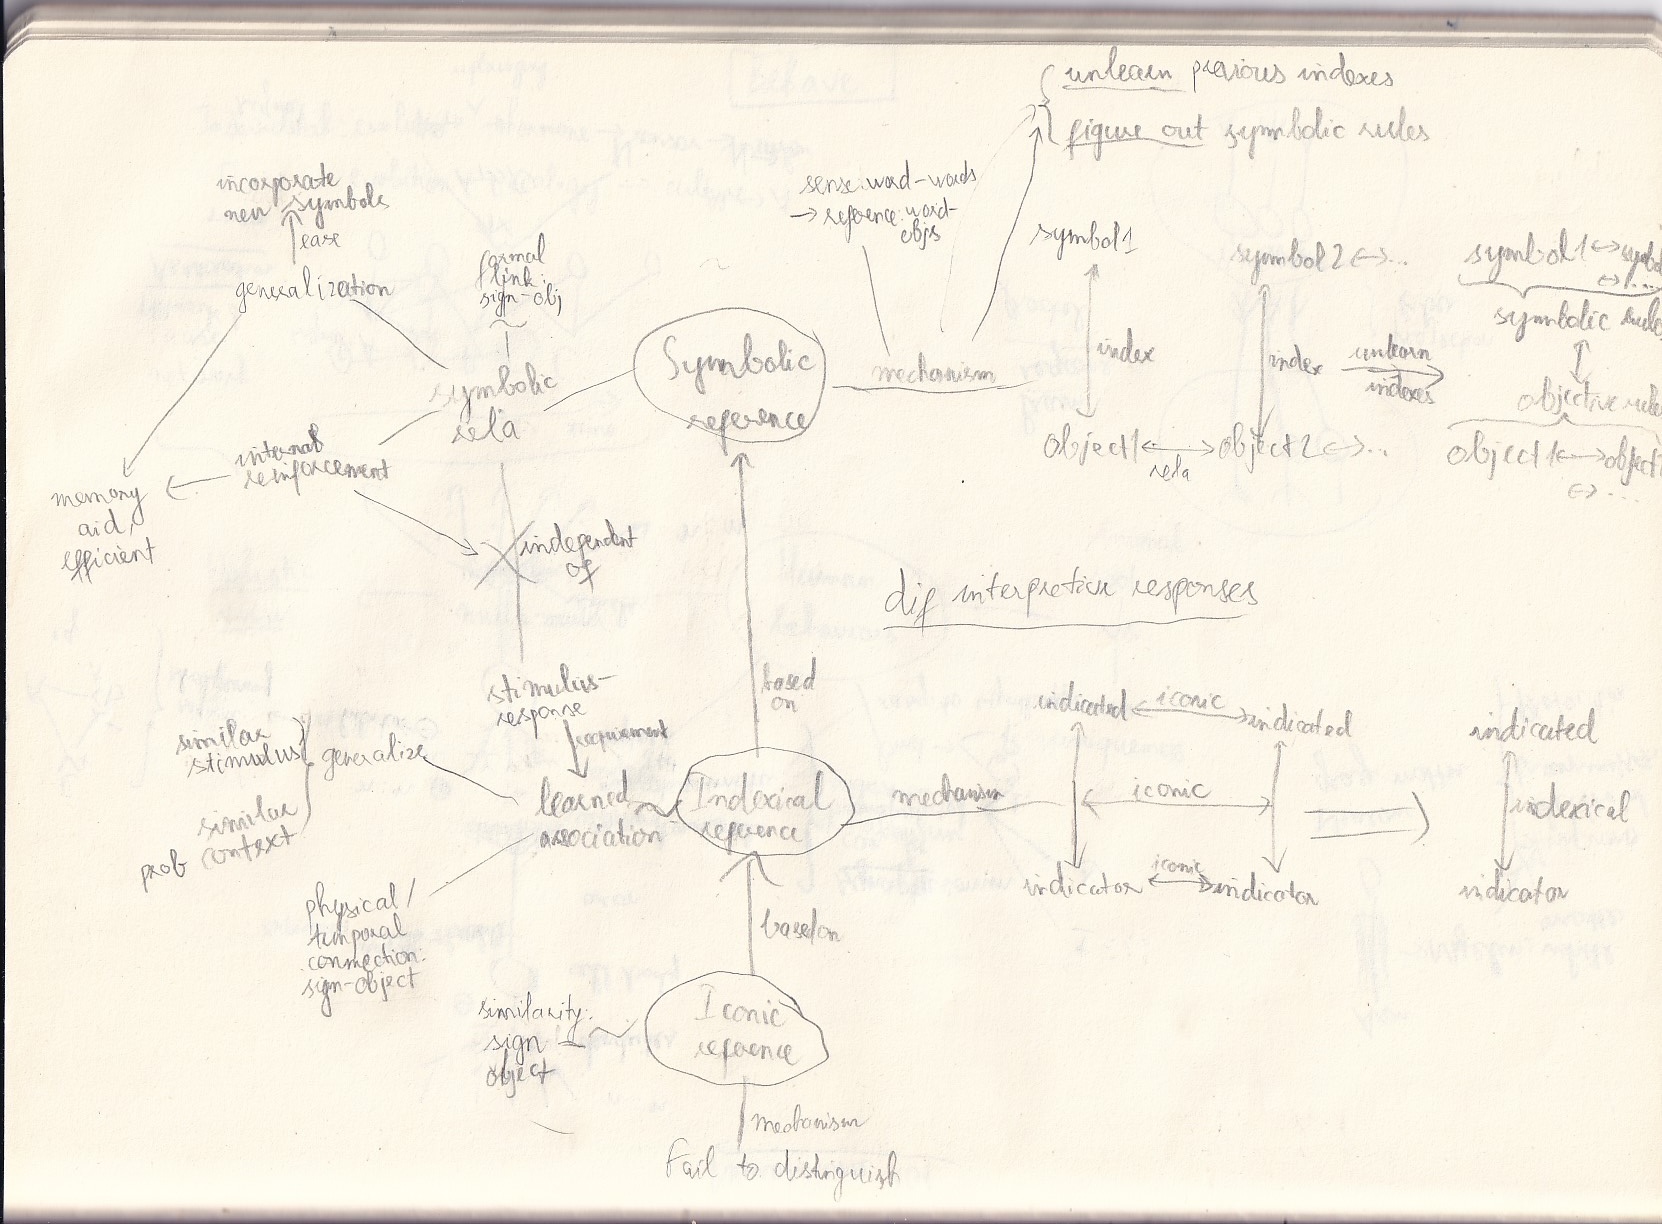 unlearn previous indexes
figure out symbolic rules
incorporate
new symbols
ease
generalization
formal
link:
sign-obj
sense: word-words
→ reference: word-
objs
symbol1
symbol2 ↔ ...
symbol1 ↔ symbol
↔ ...
symbolic rules
Symbolic
reference
mechanism
index
index
unlearn
indexes
objective rules
symbolic
rela
object1 ↔ object2 ↔ ...
rela
object1 ↔ object2
↔ ...
internal
reinforcement
memory
aid,
efficient
independent
of
dif interpretive responses
based
on
stimulus-
response
requirement
similar
stimulus
generalize
similar
prob context
learned
association
Indexical
reference
mechanism
indicated
iconic
indicated
iconic
indicator
iconic
indicator
indicated
indexical
indicator
physical/
temporal
connection:
sign-object
based on
similarity:
sign
object
Iconic
reference
mechanism
Fail to distinguish